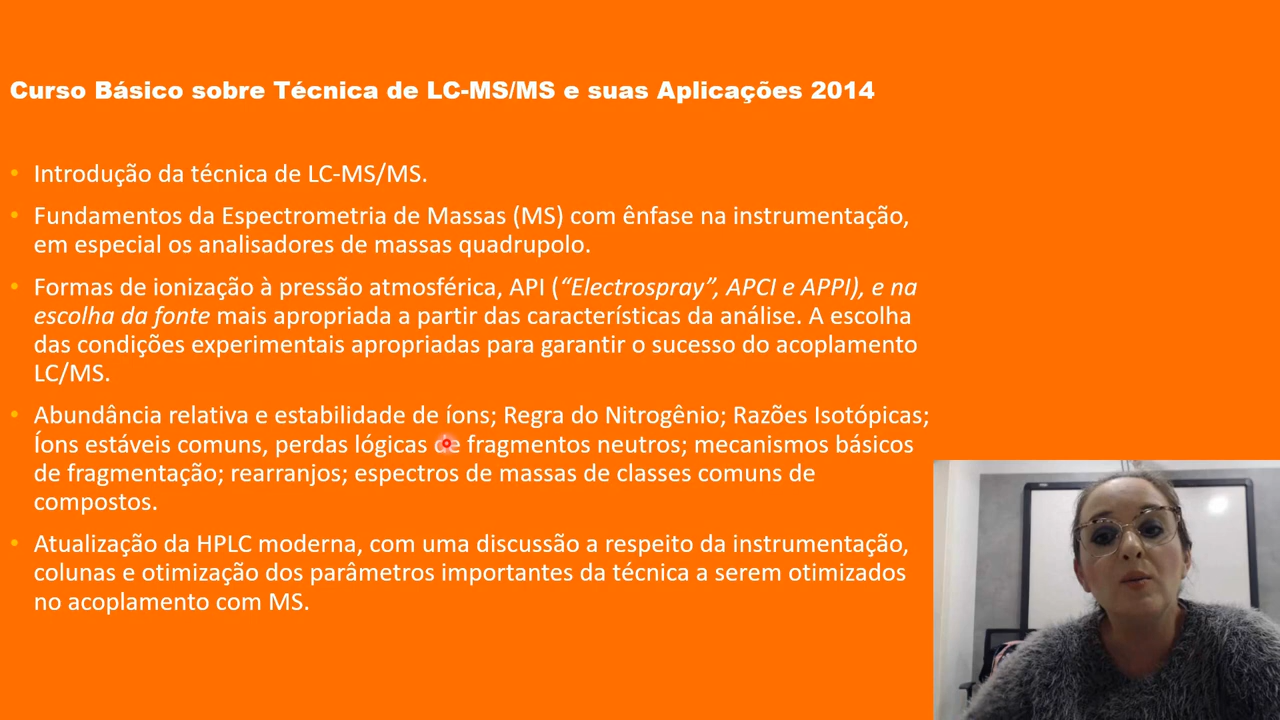 Curso Básico sobre Técnica de LC-MS/MS e suas Aplicações 2014
• Introdução da técnica de LC-MS/MS.
• Fundamentos da Espectrometria de Massas (MS) com ênfase na instrumentação,
em especial os analisadores de massas quadrupolo.
• Formas de ionização à pressão atmosférica, API (“Electrospray”, APCI e APPI), e na
escolha da fonte mais apropriada a partir das características da análise. A escolha
das condições experimentais apropriadas para garantir o sucesso do acoplamento
LC/MS.
• Abundância relativa e estabilidade de íons; Regra do Nitrogênio; Razões Isotópicas;
Íons estáveis comuns, perdas lógicas de fragmentos neutros; mecanismos básicos
de fragmentação; rearranjos; espectros de massas de classes comuns de
compostos.
• Atualização da HPLC moderna, com uma discussão a respeito da instrumentação,
colunas e otimização dos parâmetros importantes da técnica a serem otimizados
no acoplamento com MS.